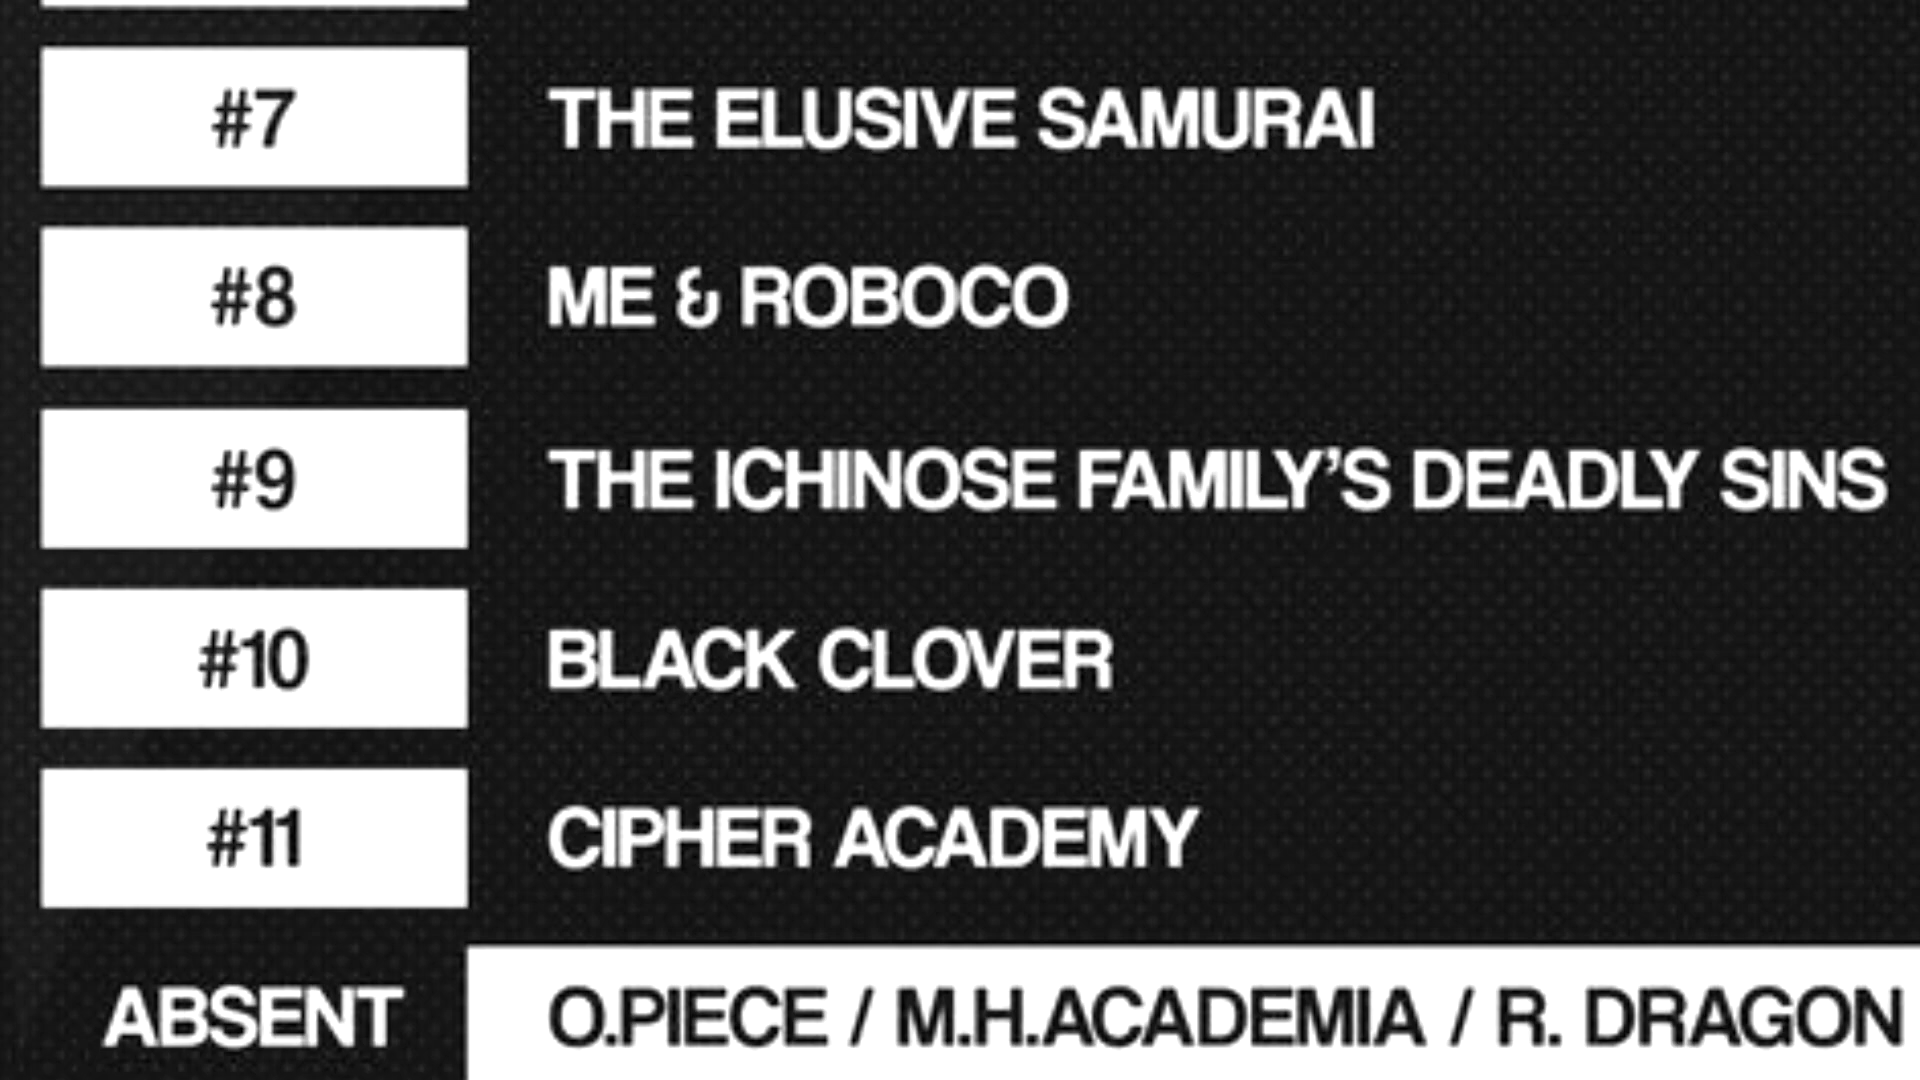 #7 THE ELUSIVE SAMURAI
#8 ME & ROBOCO
#9 THE ICHINOSE FAMILY’S DEADLY SINS
#10 BLACK CLOVER
#11 CIPHER ACADEMY
ABSENT O.PIECE / M.H.ACADEMIA / R. DRAGON